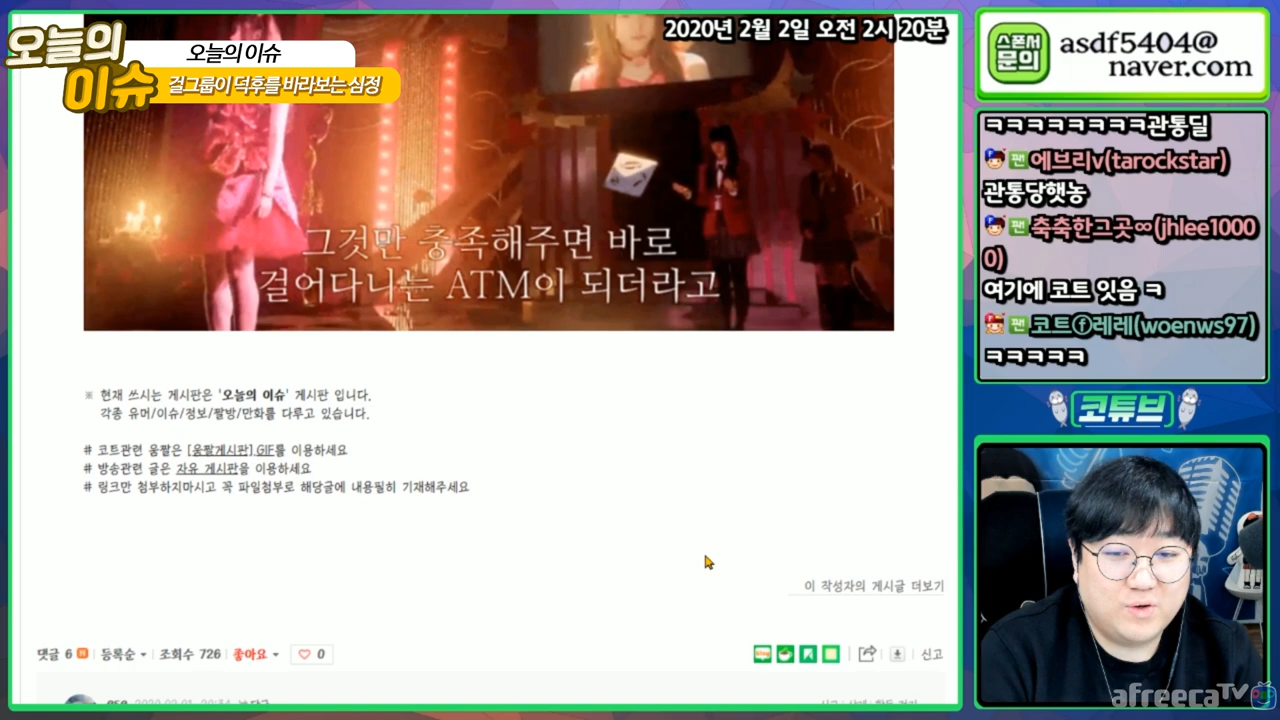 오늘의
이슈
오늘의 이슈
걸그룹이 덕후를 바라보는 심정
2020년 2월 2일 오전 2시 20분
그것만 충족해주면 바로
걸어다니는 ATM이 되더라고
※ 현재 쓰시는 게시판은 '오늘의 이슈' 게시판 입니다.
각종 유머/이슈/정보/짤방/만화를 다루고 있습니다.
# 코트관련 움짤은 [움짤게시판] GIF를 이용하세요
# 방송관련 글은 자유 게시판을 이용하세요
# 링크만 첨부하지마시고 꼭 파일첨부로 해당글에 내용필히 기재해주세요
이 작성자의 게시글 더보기
댓글 6 등록순 조회수 726 좋아요 0 신고
스폰서
문의
asdf5404@
naver.com
ㅋㅋㅋㅋㅋㅋㅋㅋ관통딜
팬 에브리v(tarockstar)
관통당햇농
팬 축축한그곳∞(jhlee1000
0)
여기에 코트 잇음 ㅋ
팬 코트ⓕ레레(woenws97)
ㅋㅋㅋㅋㅋ
코튜브
afreecaTV